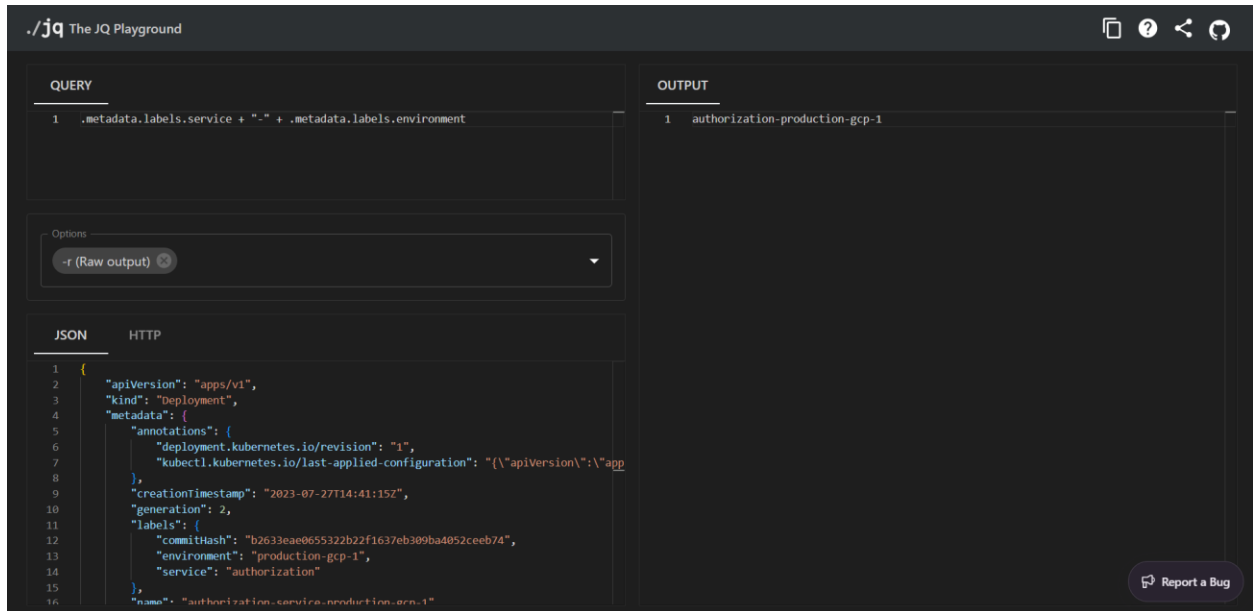 ./jq The JQ Playground
QUERY
1 .metadata.labels.service + "-" + .metadata.labels.environment
Options
-r (Raw output)
JSON HTTP
1 {
2 "apiVersion": "apps/v1",
3 "kind": "Deployment",
4 "metadata": {
5 "annotations": {
6 "deployment.kubernetes.io/revision": "1",
7 "kubectl.kubernetes.io/last-applied-configuration": "{\"apiVersion\":\"app
8 },
9 "creationTimestamp": "2023-07-27T14:41:15Z",
10 "generation": 2,
11 "labels": {
12 "commitHash": "b2633eae0655322b22f1637eb309ba4052ceeb74",
13 "environment": "production-gcp-1",
14 "service": "authorization"
15 },
16 "name": "authorization-service-production-gcp-1"
OUTPUT
1 authorization-production-gcp-1
Report a Bug